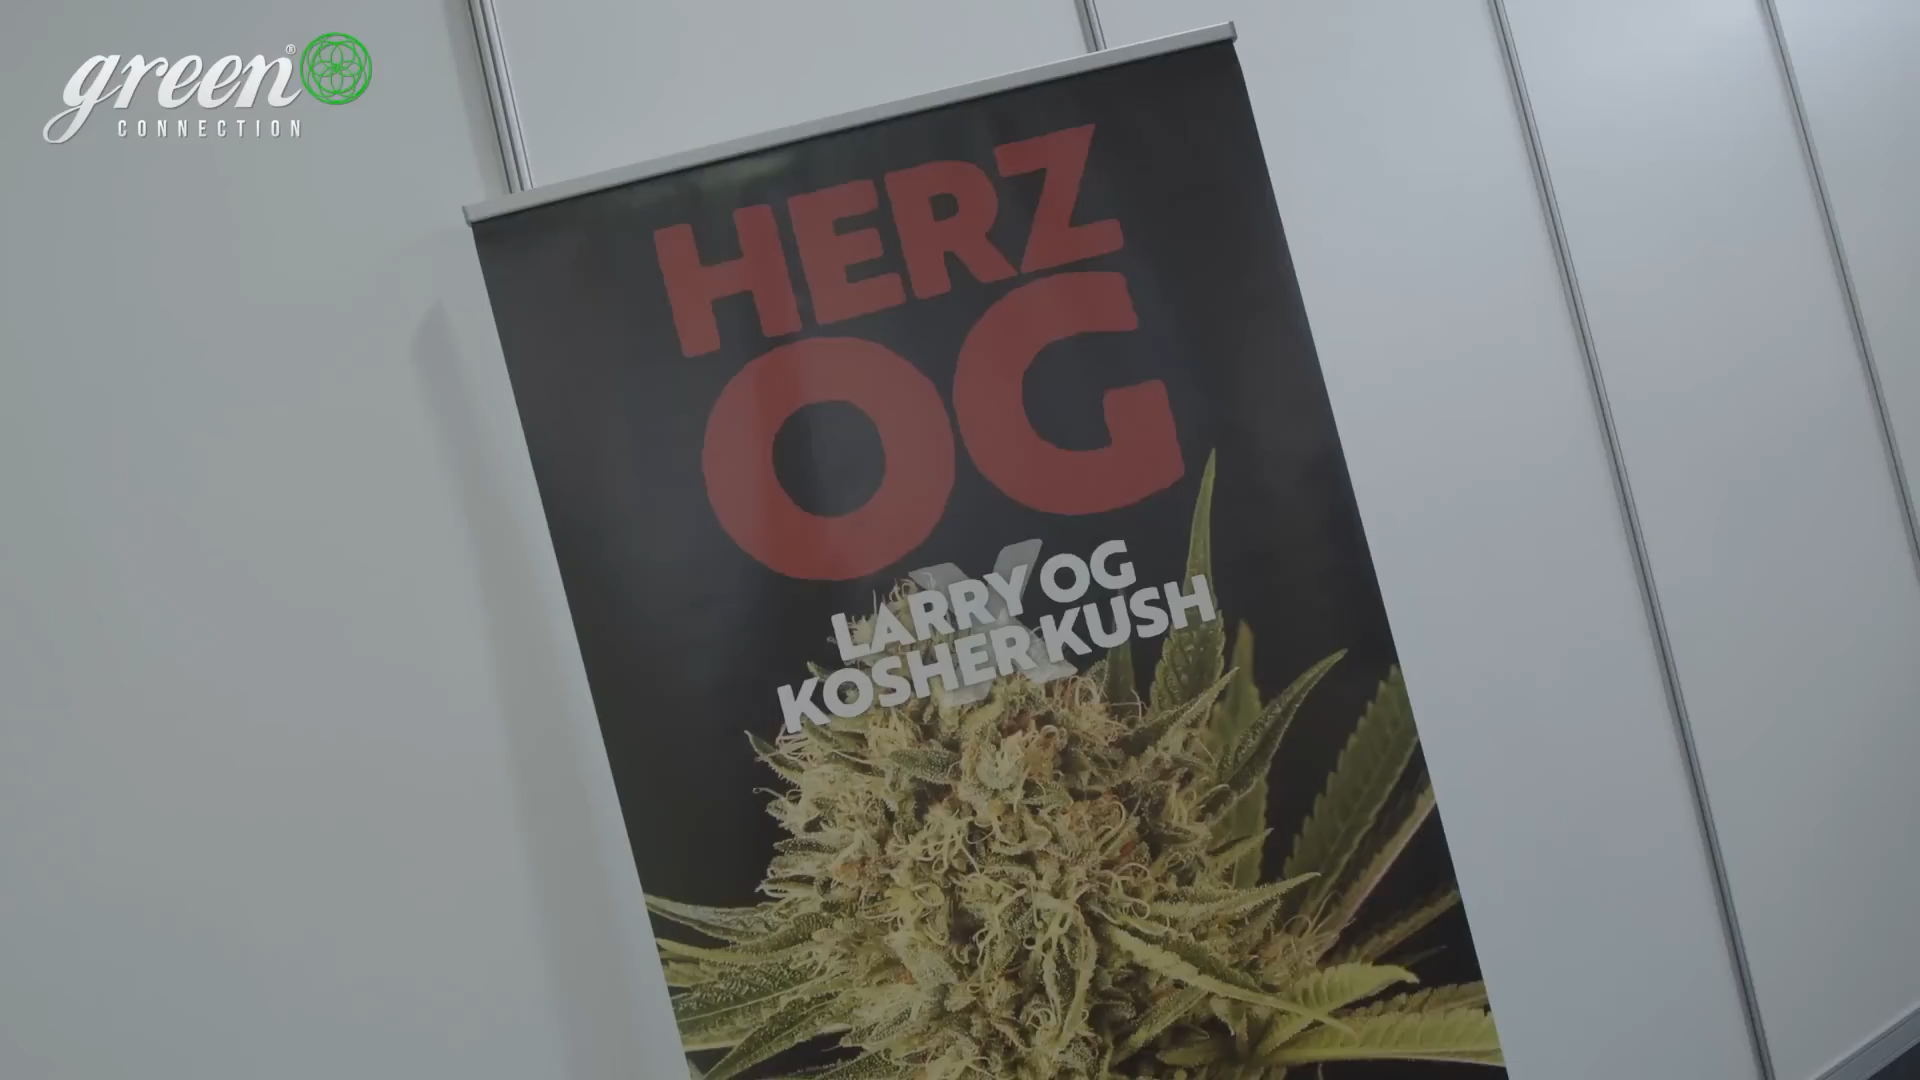 green®
CONNECTION
HERZ
OG
X
LARRY OG
KOSHER KUSH